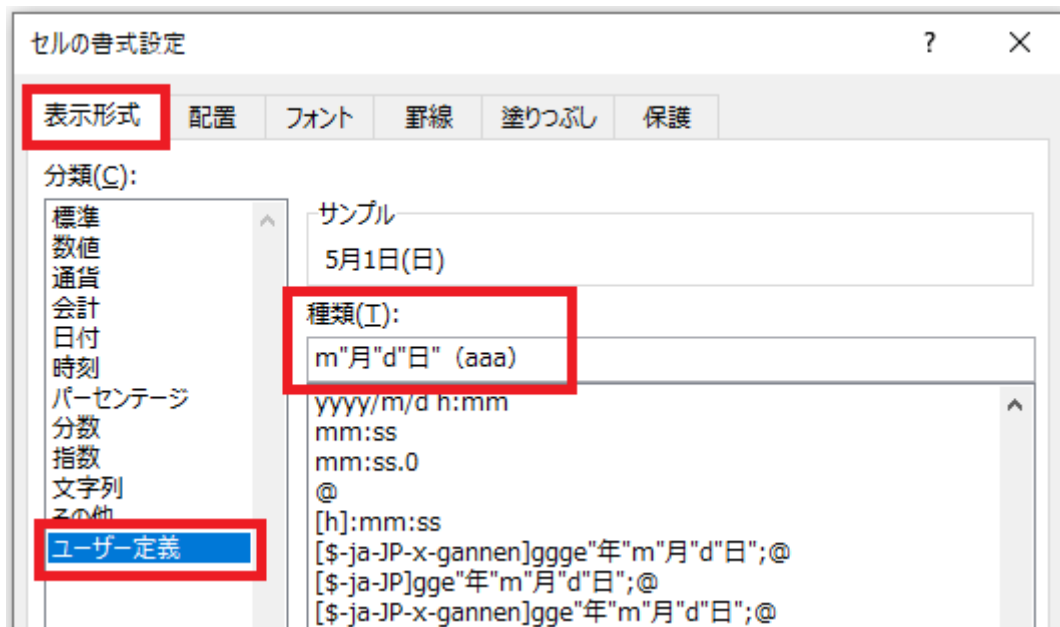 セルの書式設定 ? ×
表示形式 配置 フォント 罫線 塗りつぶし 保護
分類(C):
標準
数値
通貨
会計
日付
時刻
パーセンテージ
分数
指数
文字列
その他
ユーザー定義
サンプル
5月1日(日)
種類(T):
m"月"d"日"（aaa）
yyyy/m/d h:mm
mm:ss
mm:ss.0
@
[h]:mm:ss
[$-ja-JP-x-gannen]ggge"年"m"月"d"日";@
[$-ja-JP]gge"年"m"月"d"日";@
[$-ja-JP-x-gannen]gge"年"m"月"d"日";@